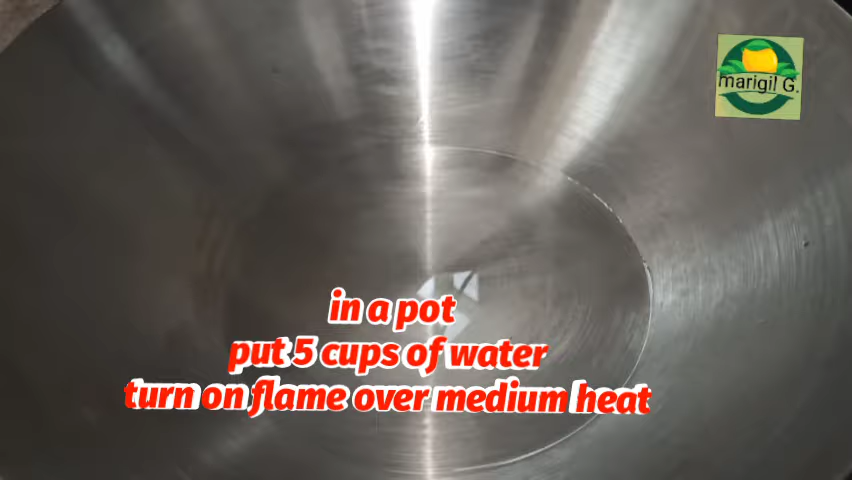 marigil G.
in a pot
put 5 cups of water
turn on flame over medium heat